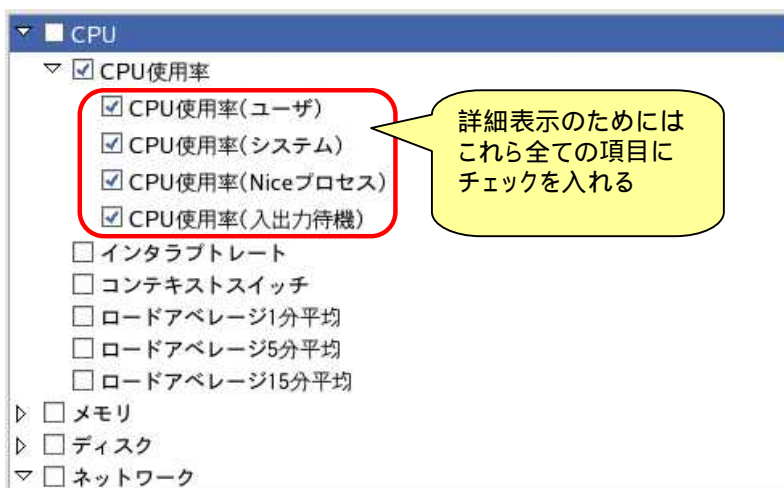 CPU
CPU使用率
CPU使用率(ユーザ)
CPU使用率(システム)
CPU使用率(Niceプロセス)
CPU使用率(入出力待機)
詳細表示のためには
これら全ての項目に
チェックを入れる
インタラプトレート
コンテキストスイッチ
ロードアベレージ1分平均
ロードアベレージ5分平均
ロードアベレージ15分平均
メモリ
ディスク
ネットワーク